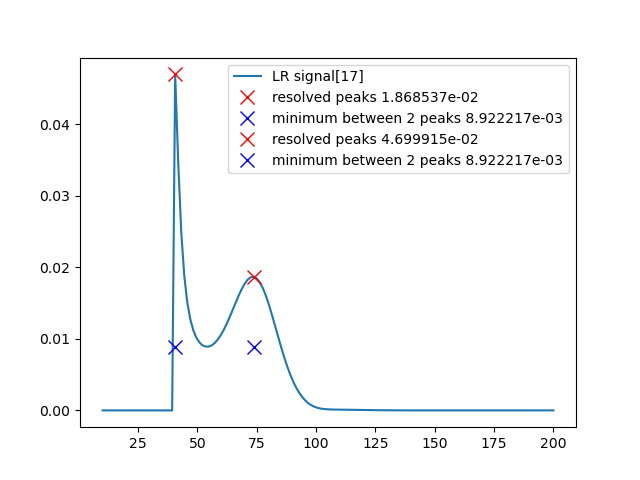 LR signal[17]
resolved peaks 1.868537e-02
minimum between 2 peaks 8.922217e-03
resolved peaks 4.699915e-02
minimum between 2 peaks 8.922217e-03
0.04
0.03
0.02
0.01
0.00
25 50 75 100 125 150 175 200